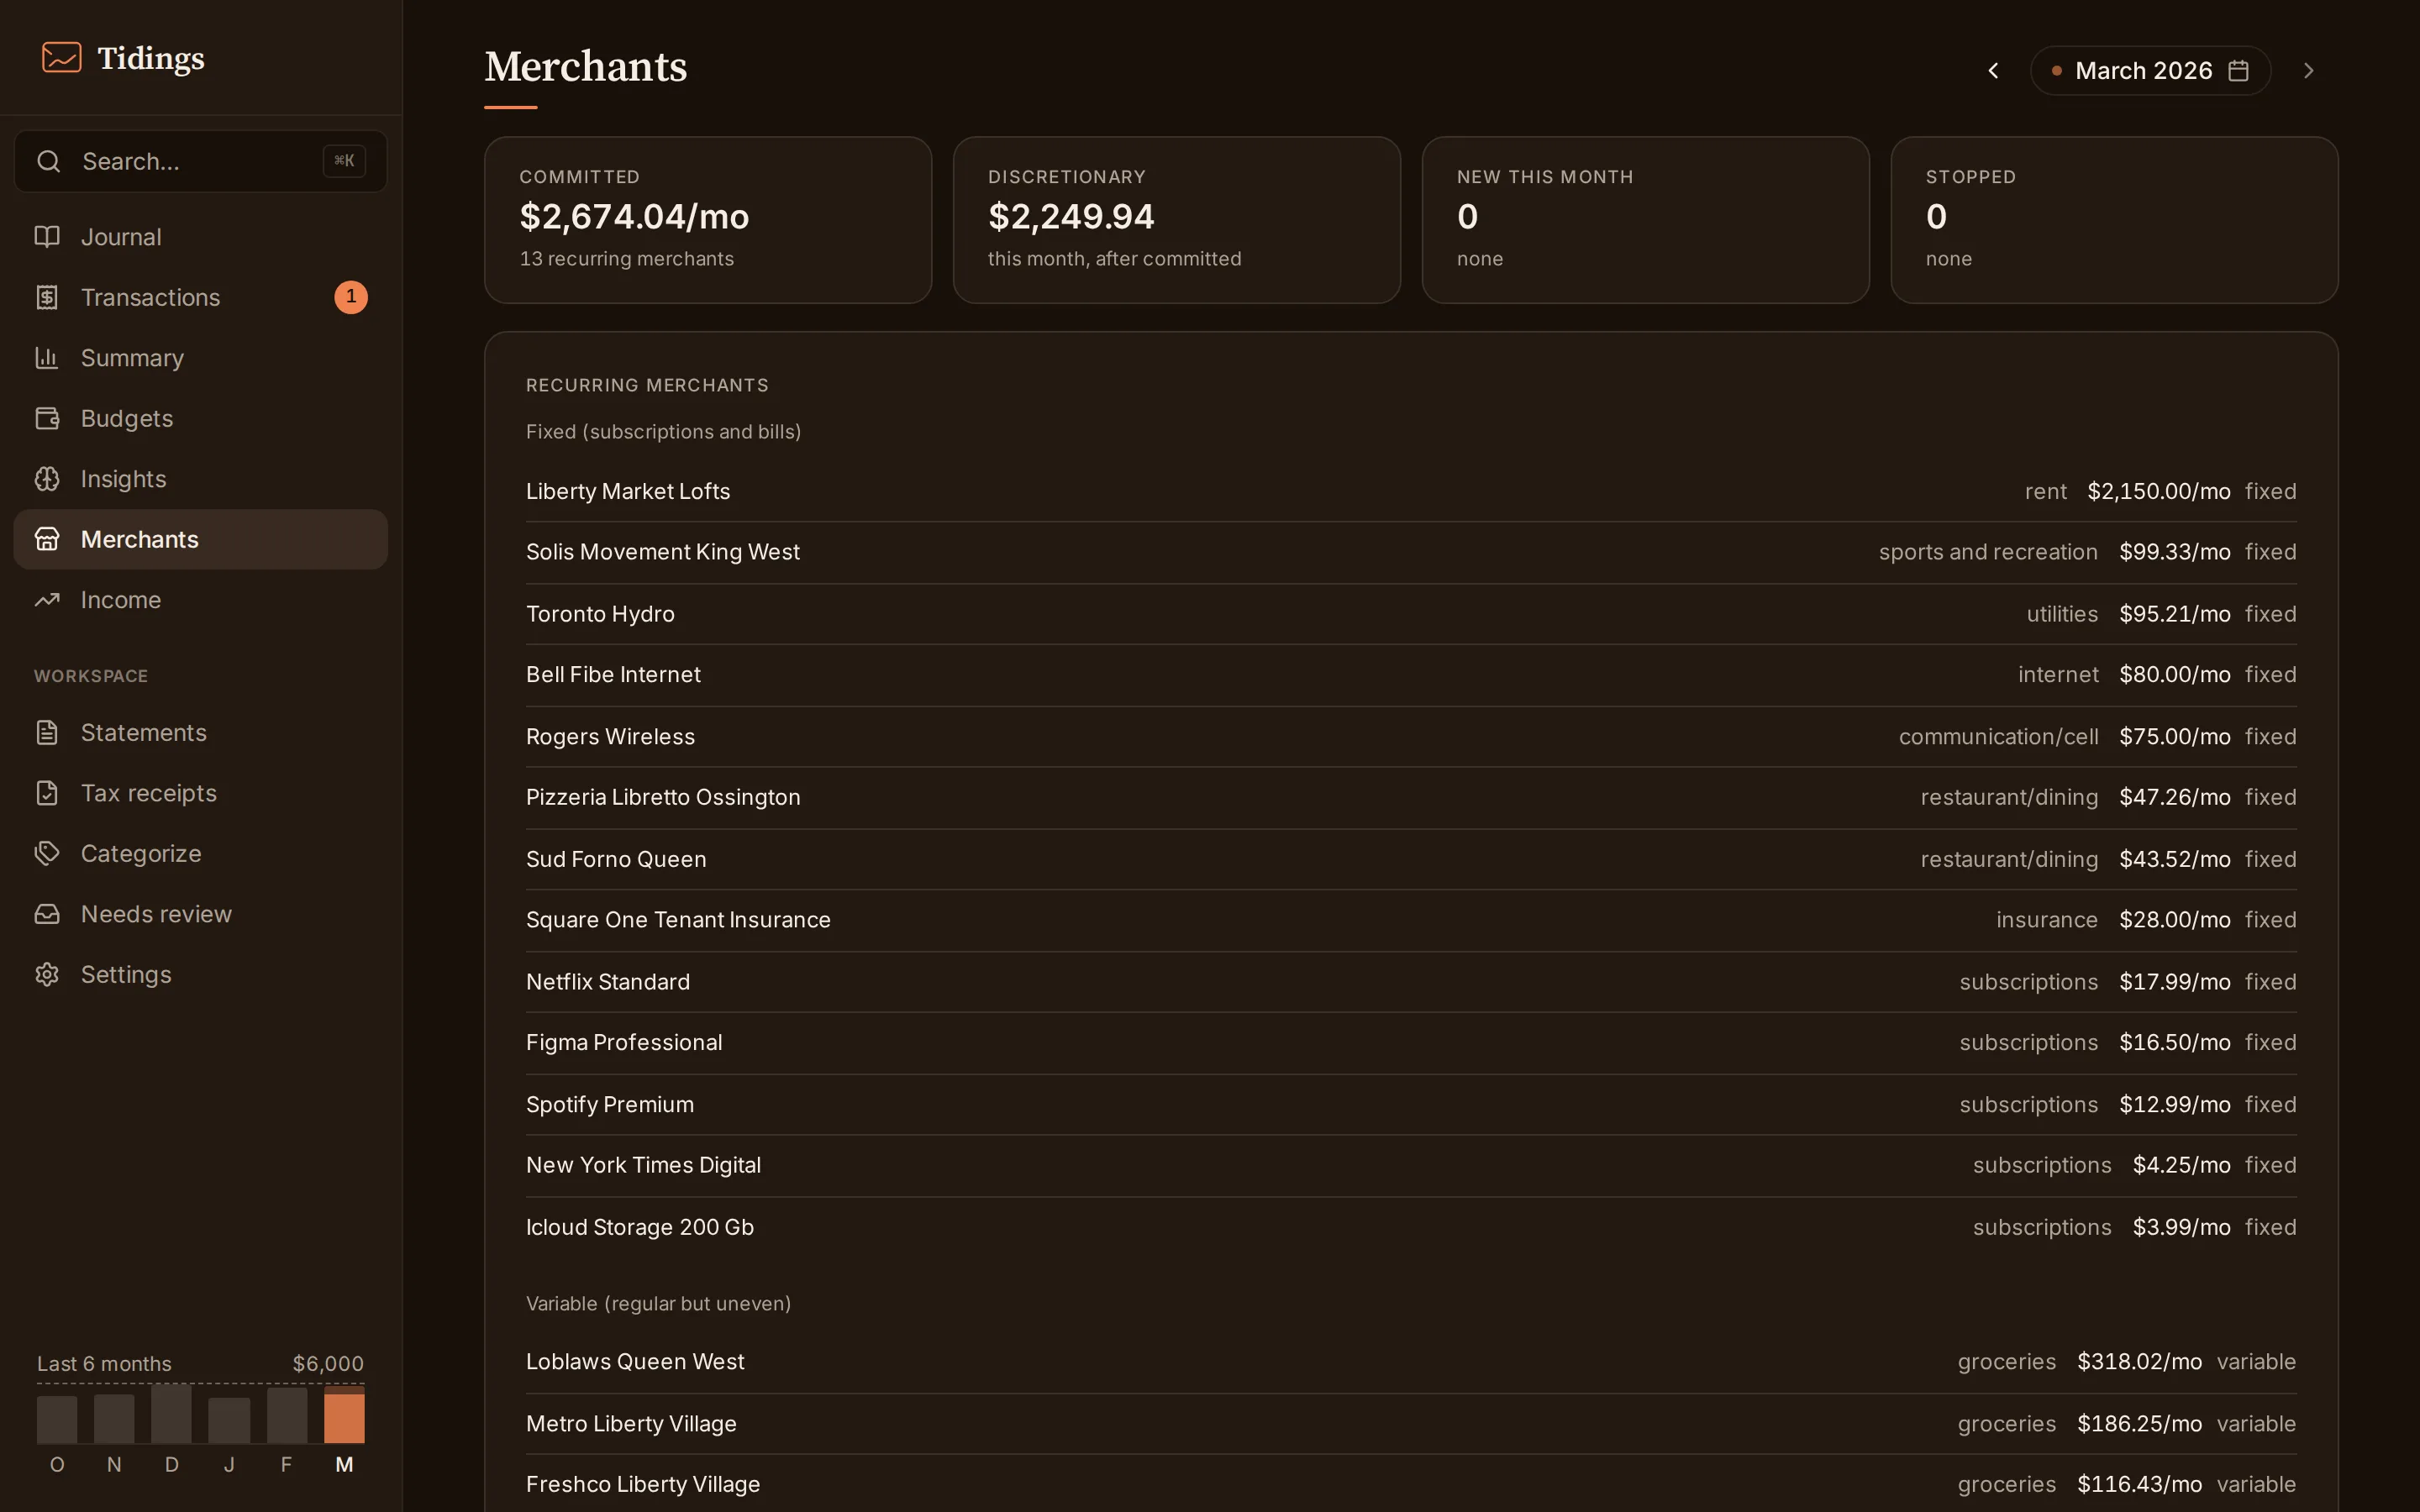 Tidings
Search...
⌘K
Journal
Transactions 1
Summary
Budgets
Insights
Merchants
Income
WORKSPACE
Statements
Tax receipts
Categorize
Needs review
Settings
Last 6 months $6,000
O N D J F M
Merchants
March 2026
COMMITTED
$2,674.04/mo
13 recurring merchants
DISCRETIONARY
$2,249.94
this month, after committed
NEW THIS MONTH
0
none
STOPPED
0
none
RECURRING MERCHANTS
Fixed (subscriptions and bills)
Liberty Market Lofts rent $2,150.00/mo fixed
Solis Movement King West sports and recreation $99.33/mo fixed
Toronto Hydro utilities $95.21/mo fixed
Bell Fibe Internet internet $80.00/mo fixed
Rogers Wireless communication/cell $75.00/mo fixed
Pizzeria Libretto Ossington restaurant/dining $47.26/mo fixed
Sud Forno Queen restaurant/dining $43.52/mo fixed
Square One Tenant Insurance insurance $28.00/mo fixed
Netflix Standard subscriptions $17.99/mo fixed
Figma Professional subscriptions $16.50/mo fixed
Spotify Premium subscriptions $12.99/mo fixed
New York Times Digital subscriptions $4.25/mo fixed
Icloud Storage 200 Gb subscriptions $3.99/mo fixed
Variable (regular but uneven)
Loblaws Queen West groceries $318.02/mo variable
Metro Liberty Village groceries $186.25/mo variable
Freshco Liberty Village groceries $116.43/mo variable